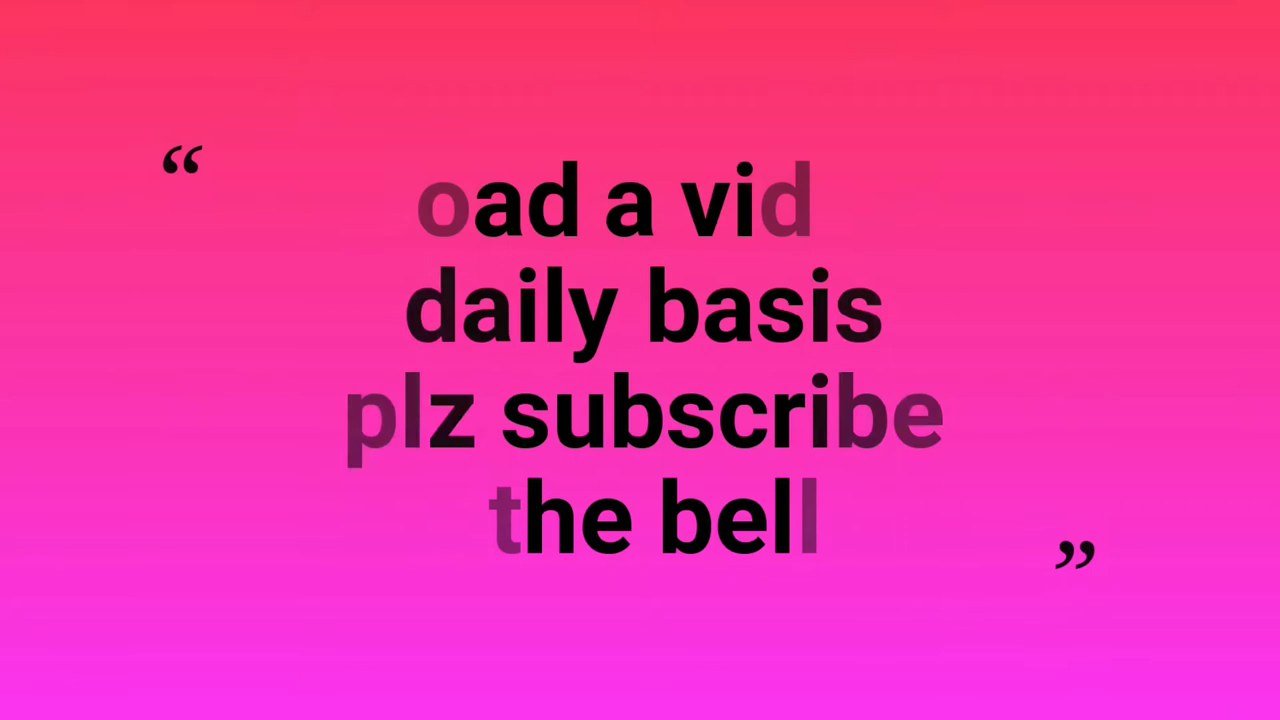 “
oad a vid
daily basis
plz subscribe
the bell
”